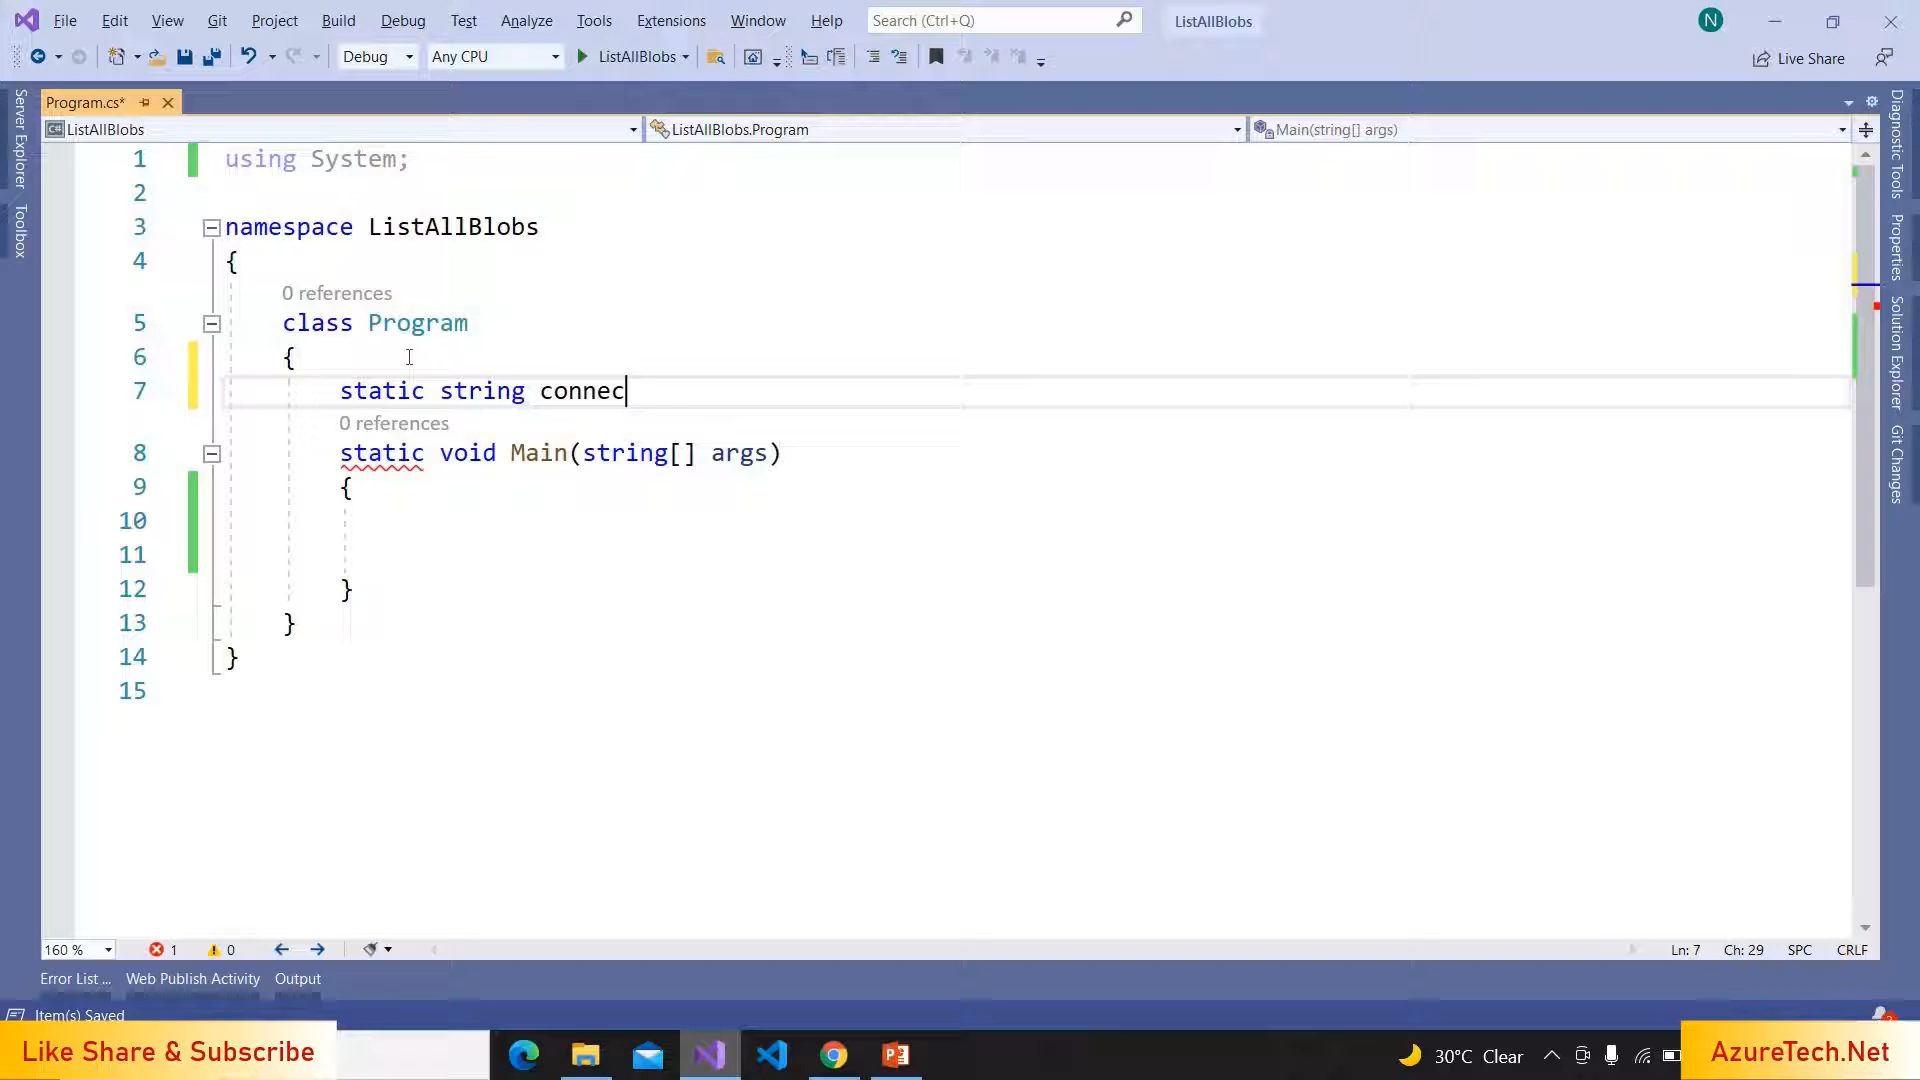 File Edit View Git Project Build Debug Test Analyze Tools Extensions Window Help Search (Ctrl+Q) ListAllBlobs N
Debug Any CPU ListAllBlobs Live Share
Program.cs*
C# ListAllBlobs ListAllBlobs.Program Main(string[] args)
Server Explorer
Toolbox
1 using System;
2
3 namespace ListAllBlobs
4 {
0 references
5 class Program
6 {
7 static string connec
0 references
8 static void Main(string[] args)
9 {
10
11
12 }
13 }
14 }
15
Diagnostic Tools
Properties
Solution Explorer
Git Changes
160 % 1 0 Ln: 7 Ch: 29 SPC CRLF
Error List ... Web Publish Activity Output
Item(s) Saved
Like Share & Subscribe
30°C Clear
AzureTech.Net